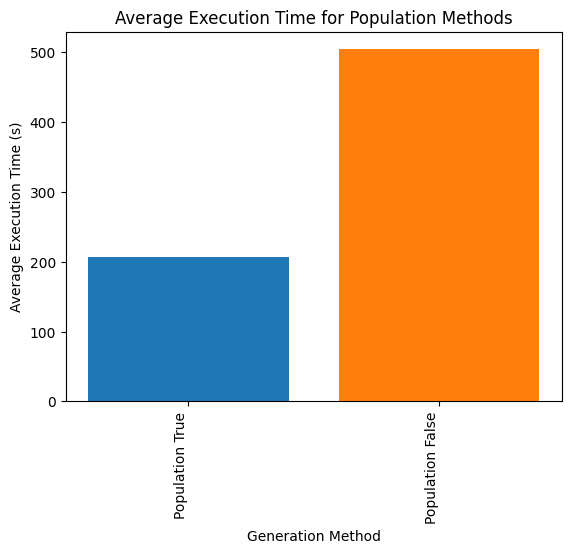 Average Execution Time for Population Methods
Average Execution Time (s)
500
400
300
200
100
0
Population True
Population False
Generation Method